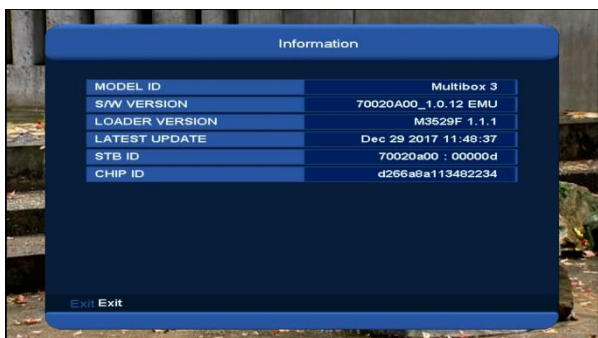 Information
MODEL ID Multibox 3
S/W VERSION 70020A00_1.0.12 EMU
LOADER VERSION M3529F 1.1.1
LATEST UPDATE Dec 29 2017 11:48:37
STB ID 70020a00 : 00000d
CHIP ID d266a8a113482234
Exit Exit